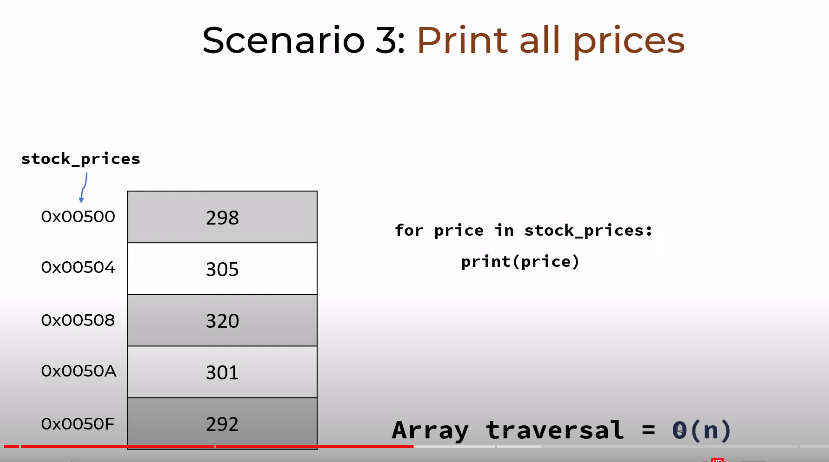 Scenario 3: Print all prices
stock_prices
0x00500 298
0x00504 305
0x00508 320
0x0050A 301
0x0050F 292
for price in stock_prices:
print(price)
Array traversal = O(n)